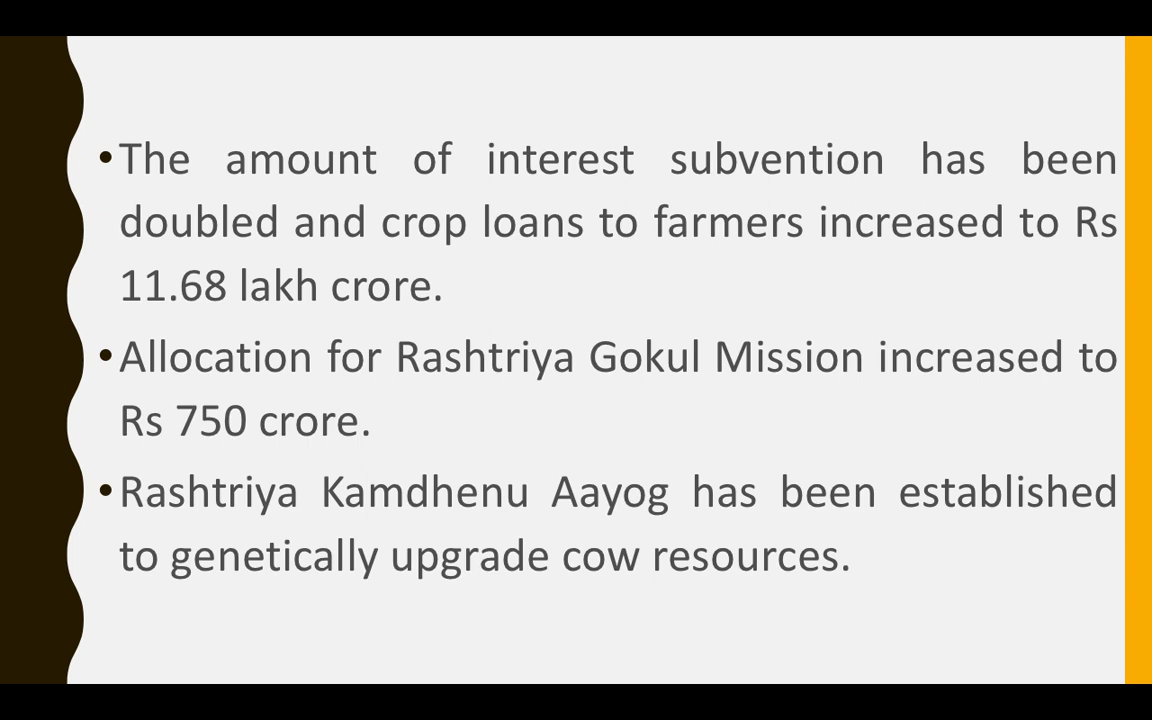 •The amount of interest subvention has been
doubled and crop loans to farmers increased to Rs
11.68 lakh crore.
•Allocation for Rashtriya Gokul Mission increased to
Rs 750 crore.
•Rashtriya Kamdhenu Aayog has been established
to genetically upgrade cow resources.